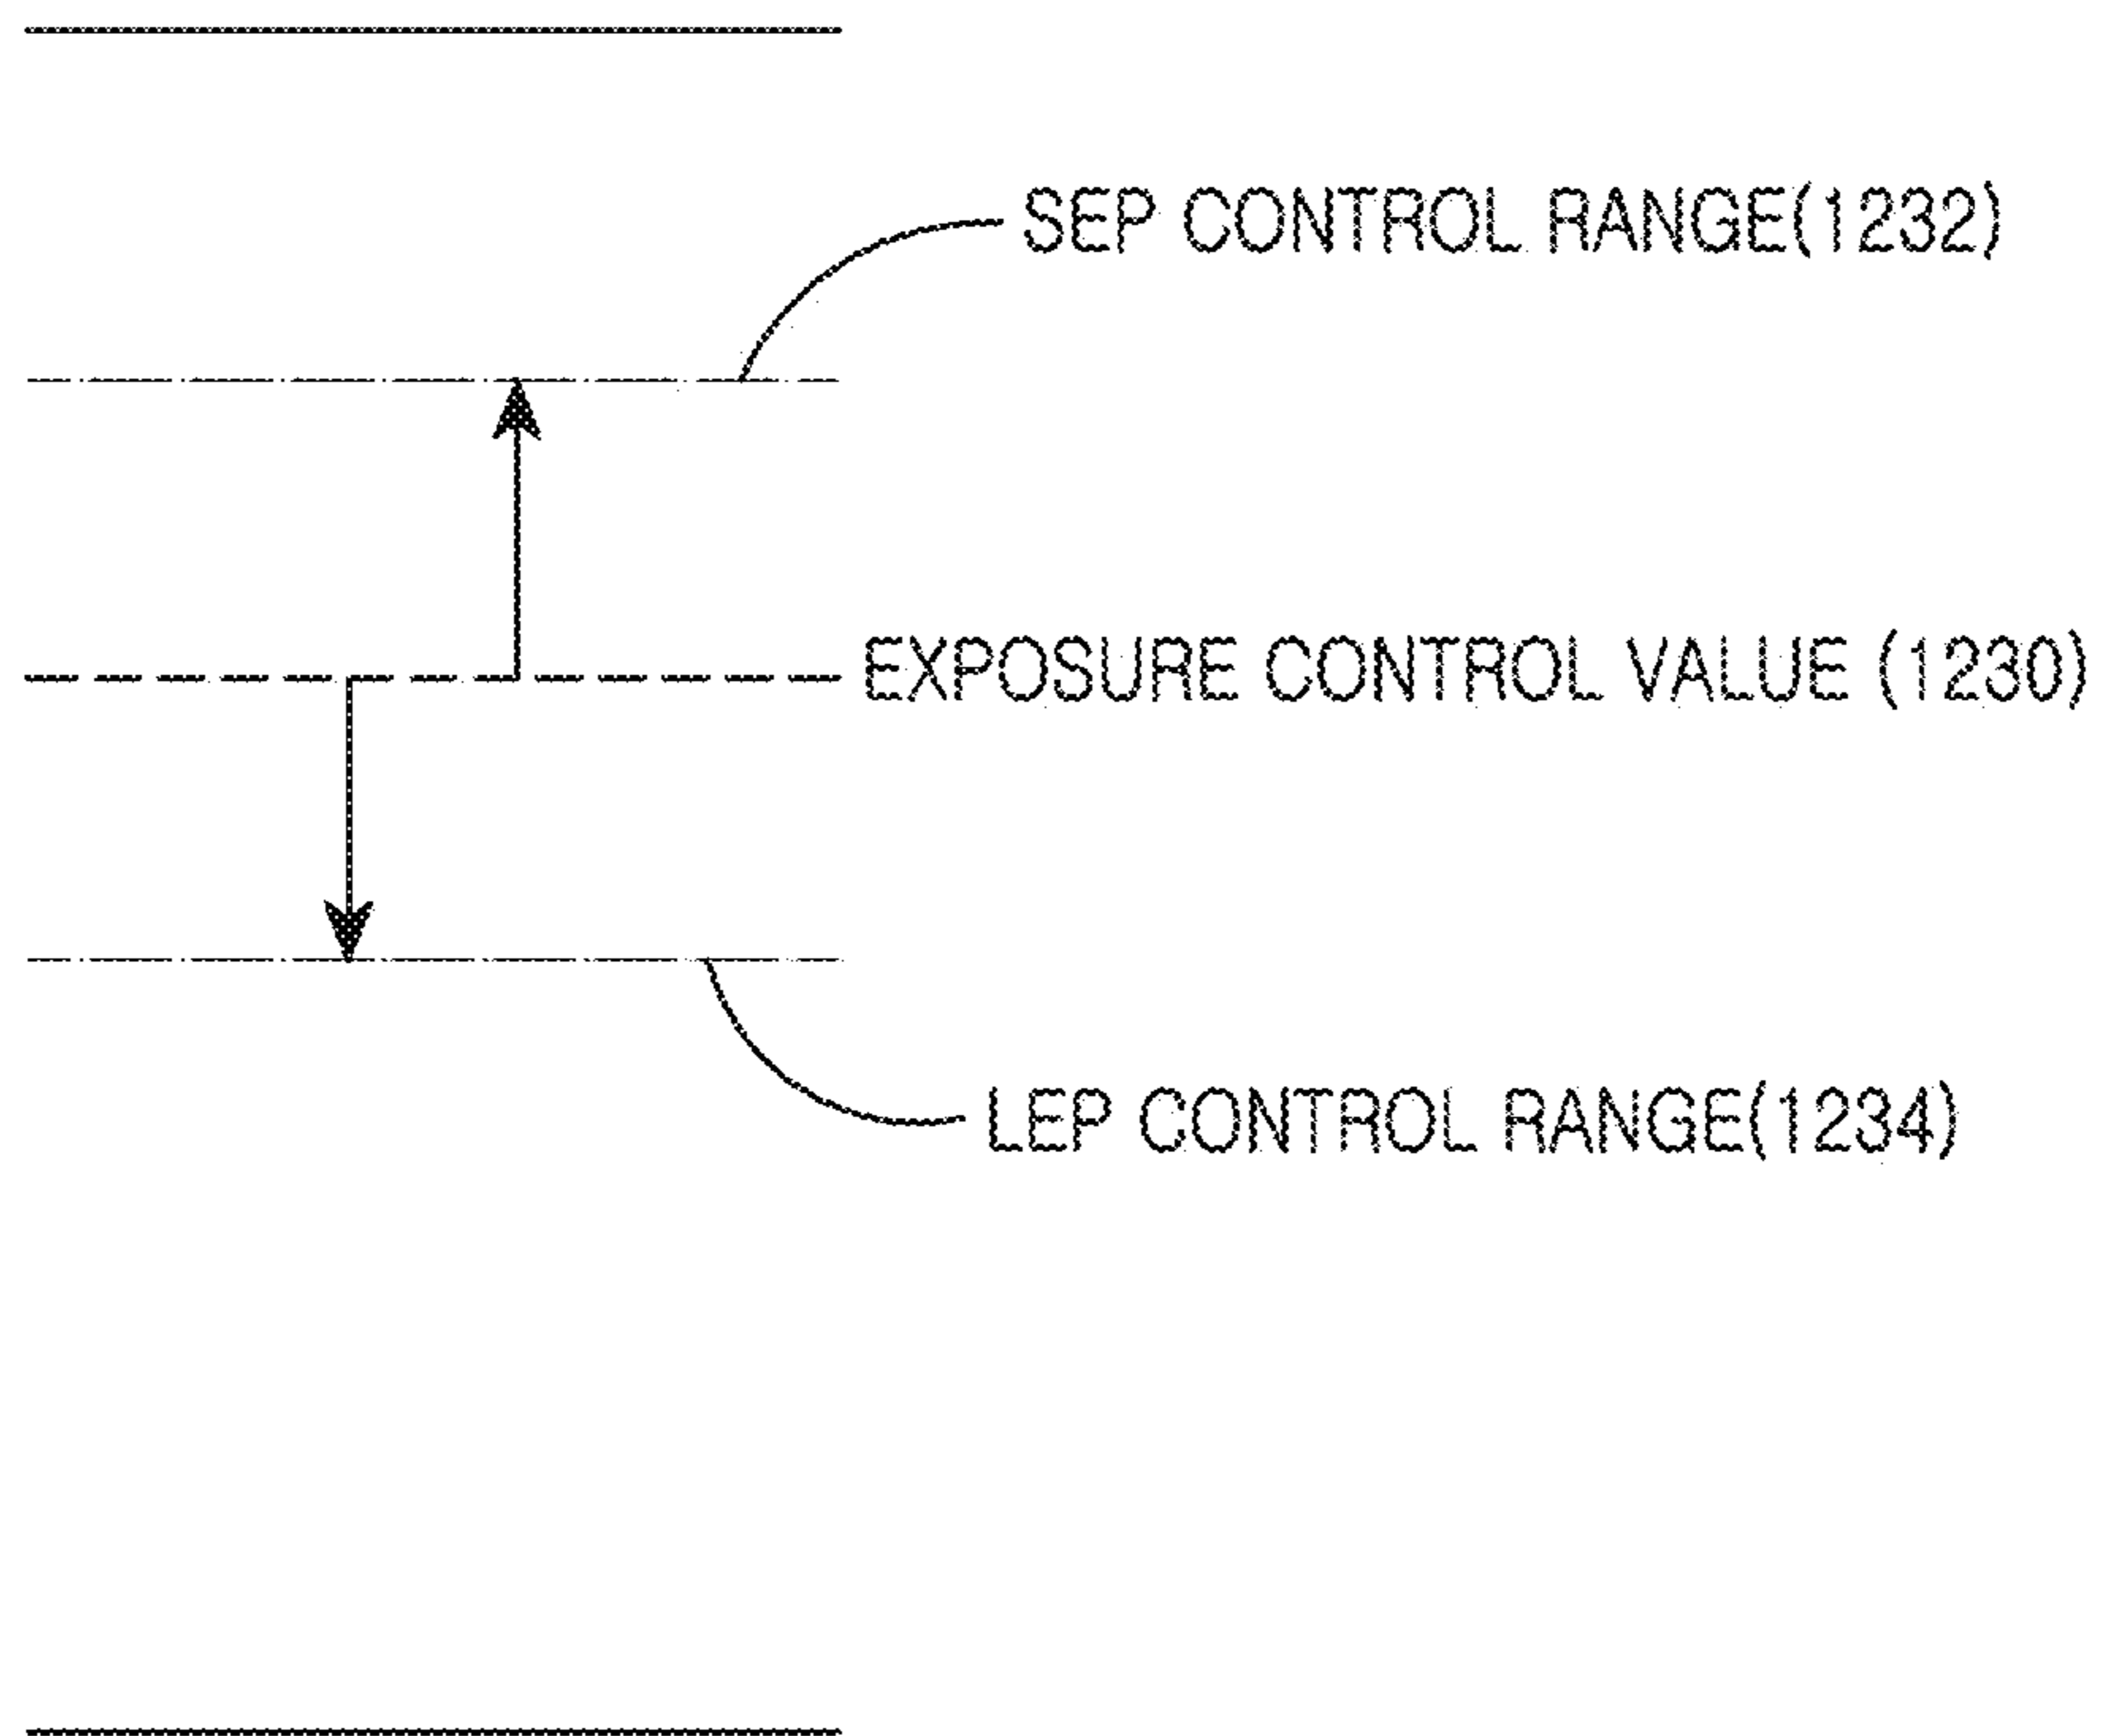 SEP CONTROL RANGE(1232)
EXPOSURE CONTROL VALUE (1230)
LEP CONTROL RANGE(1234)